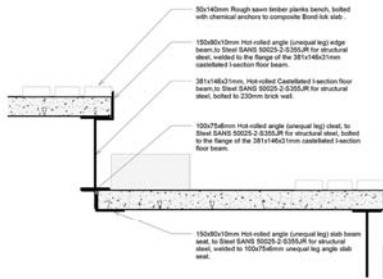 50x140mm Rough sawn timber planks bench, bolted
with chemical anchors to composite Bond-lok slab .
150x90x10mm Hot-rolled angle (unequal leg) edge
beam,to Steel SANS 50025-2-S355JR for structural
steel, welded to the flange of the 381x146x31mm
castellated I-section floor beam.
381x146x31mm, Hot-rolled Castellated I-section floor
beam,to Steel SANS 50025-2-S355JR for structural
steel, bolted to 230mm brick wall.
100x75x6mm Hot-rolled angle (unequal leg) cleat, to
Steel SANS 50025-2-S355JR for structural steel, bolted
to the flange of the 381x146x31mm castellated I-section
floor beam.
150x90x10mm Hot-rolled angle (unequal leg) slab beam
seat, to Steel SANS 50025-2-S355JR for structural
steel, welded to 100x75x6mm unequal leg angle slab
seat.